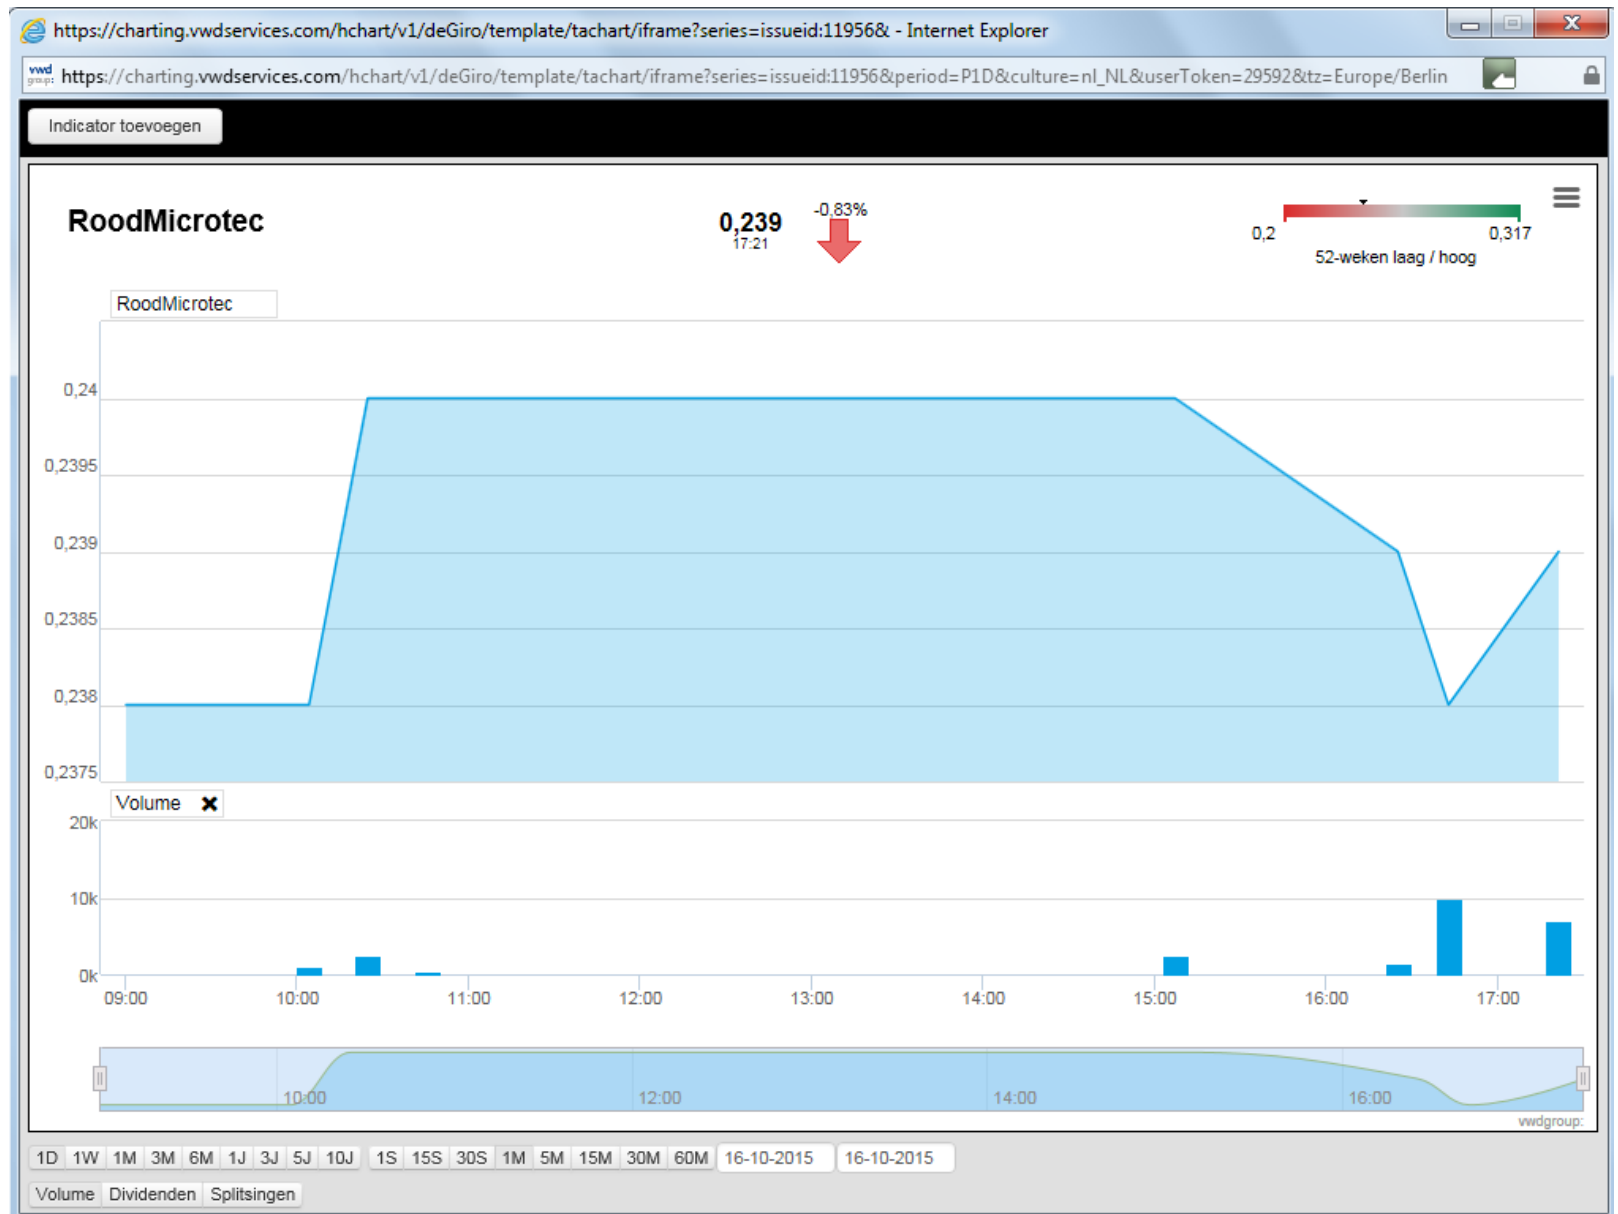 https://charting.vwdservices.com/hchart/v1/deGiro/template/tachart/iframe?series=issueid:11956& - Internet Explorer
vwd group: https://charting.vwdservices.com/hchart/v1/deGiro/template/tachart/iframe?series=issueid:11956&period=P1D&culture=nl_NL&userToken=29592&tz=Europe/Berlin
Indicator toevoegen
RoodMicrotec
0,239
17:21
-0,83%
0,2 0,317
52-weken laag / hoog
RoodMicrotec
0,24
0,2395
0,239
0,2385
0,238
0,2375
Volume
20k
10k
0k
09:00 10:00 11:00 12:00 13:00 14:00 15:00 16:00 17:00
10:00 12:00 14:00 16:00
vwdgroup:
1D 1W 1M 3M 6M 1J 3J 5J 10J 1S 15S 30S 1M 5M 15M 30M 60M 16-10-2015 16-10-2015
Volume Dividenden Splitsingen